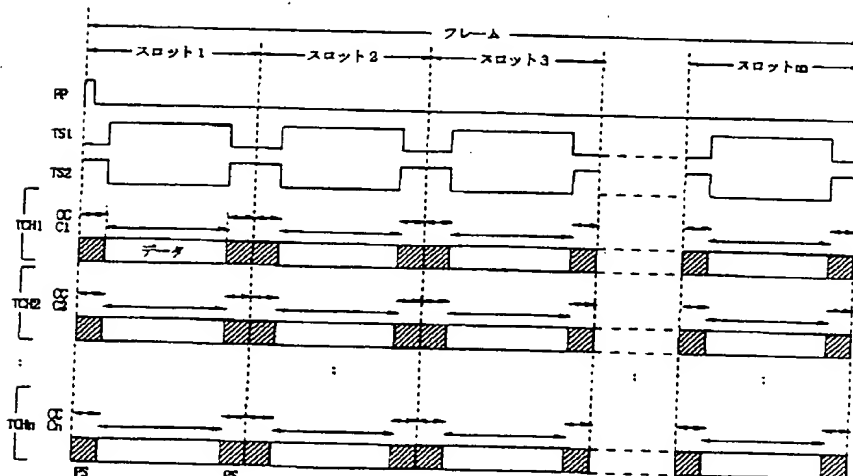 フレーム
スロット1 スロット2 スロット3 スロットm
RP
TS1
TS2
TCH1 CC
C1
データ
TCH2 CC
C2
:
: : :
TCHn CC
Cn
PS PS